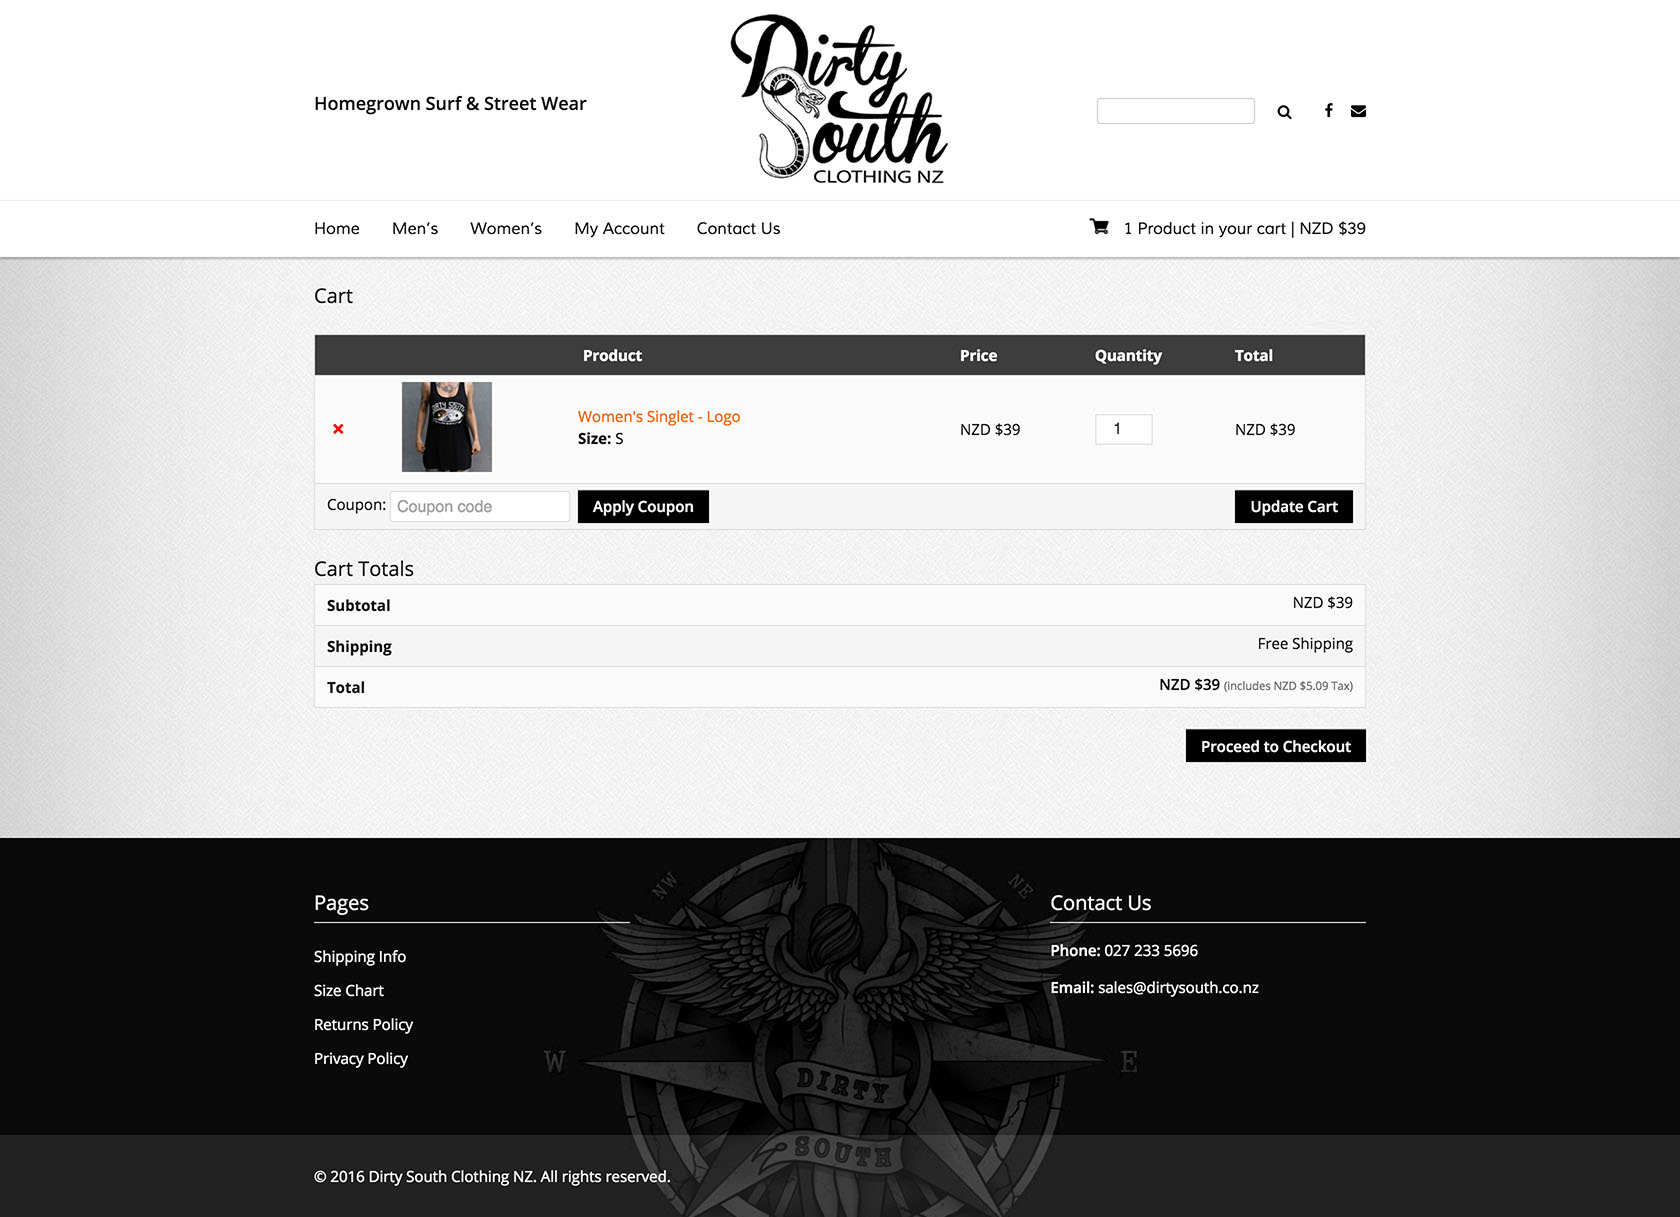 Homegrown Surf & Street Wear
Dirty
South
CLOTHING NZ
Home Men's Women's My Account Contact Us
1 Product in your cart | NZD $39
Cart
Product Price Quantity Total
DIRTY SOUTH
Women's Singlet - Logo
Size: S
NZD $39 1 NZD $39
Coupon: Coupon code Apply Coupon Update Cart
Cart Totals
Subtotal NZD $39
Shipping Free Shipping
Total NZD $39 (includes NZD $5.09 Tax)
Proceed to Checkout
NW NE
Pages
Shipping Info
Size Chart
Returns Policy
Privacy Policy
Contact Us
Phone: 027 233 5696
Email: sales@dirtysouth.co.nz
W E
DIRTY
SOUTH
© 2016 Dirty South Clothing NZ. All rights reserved.